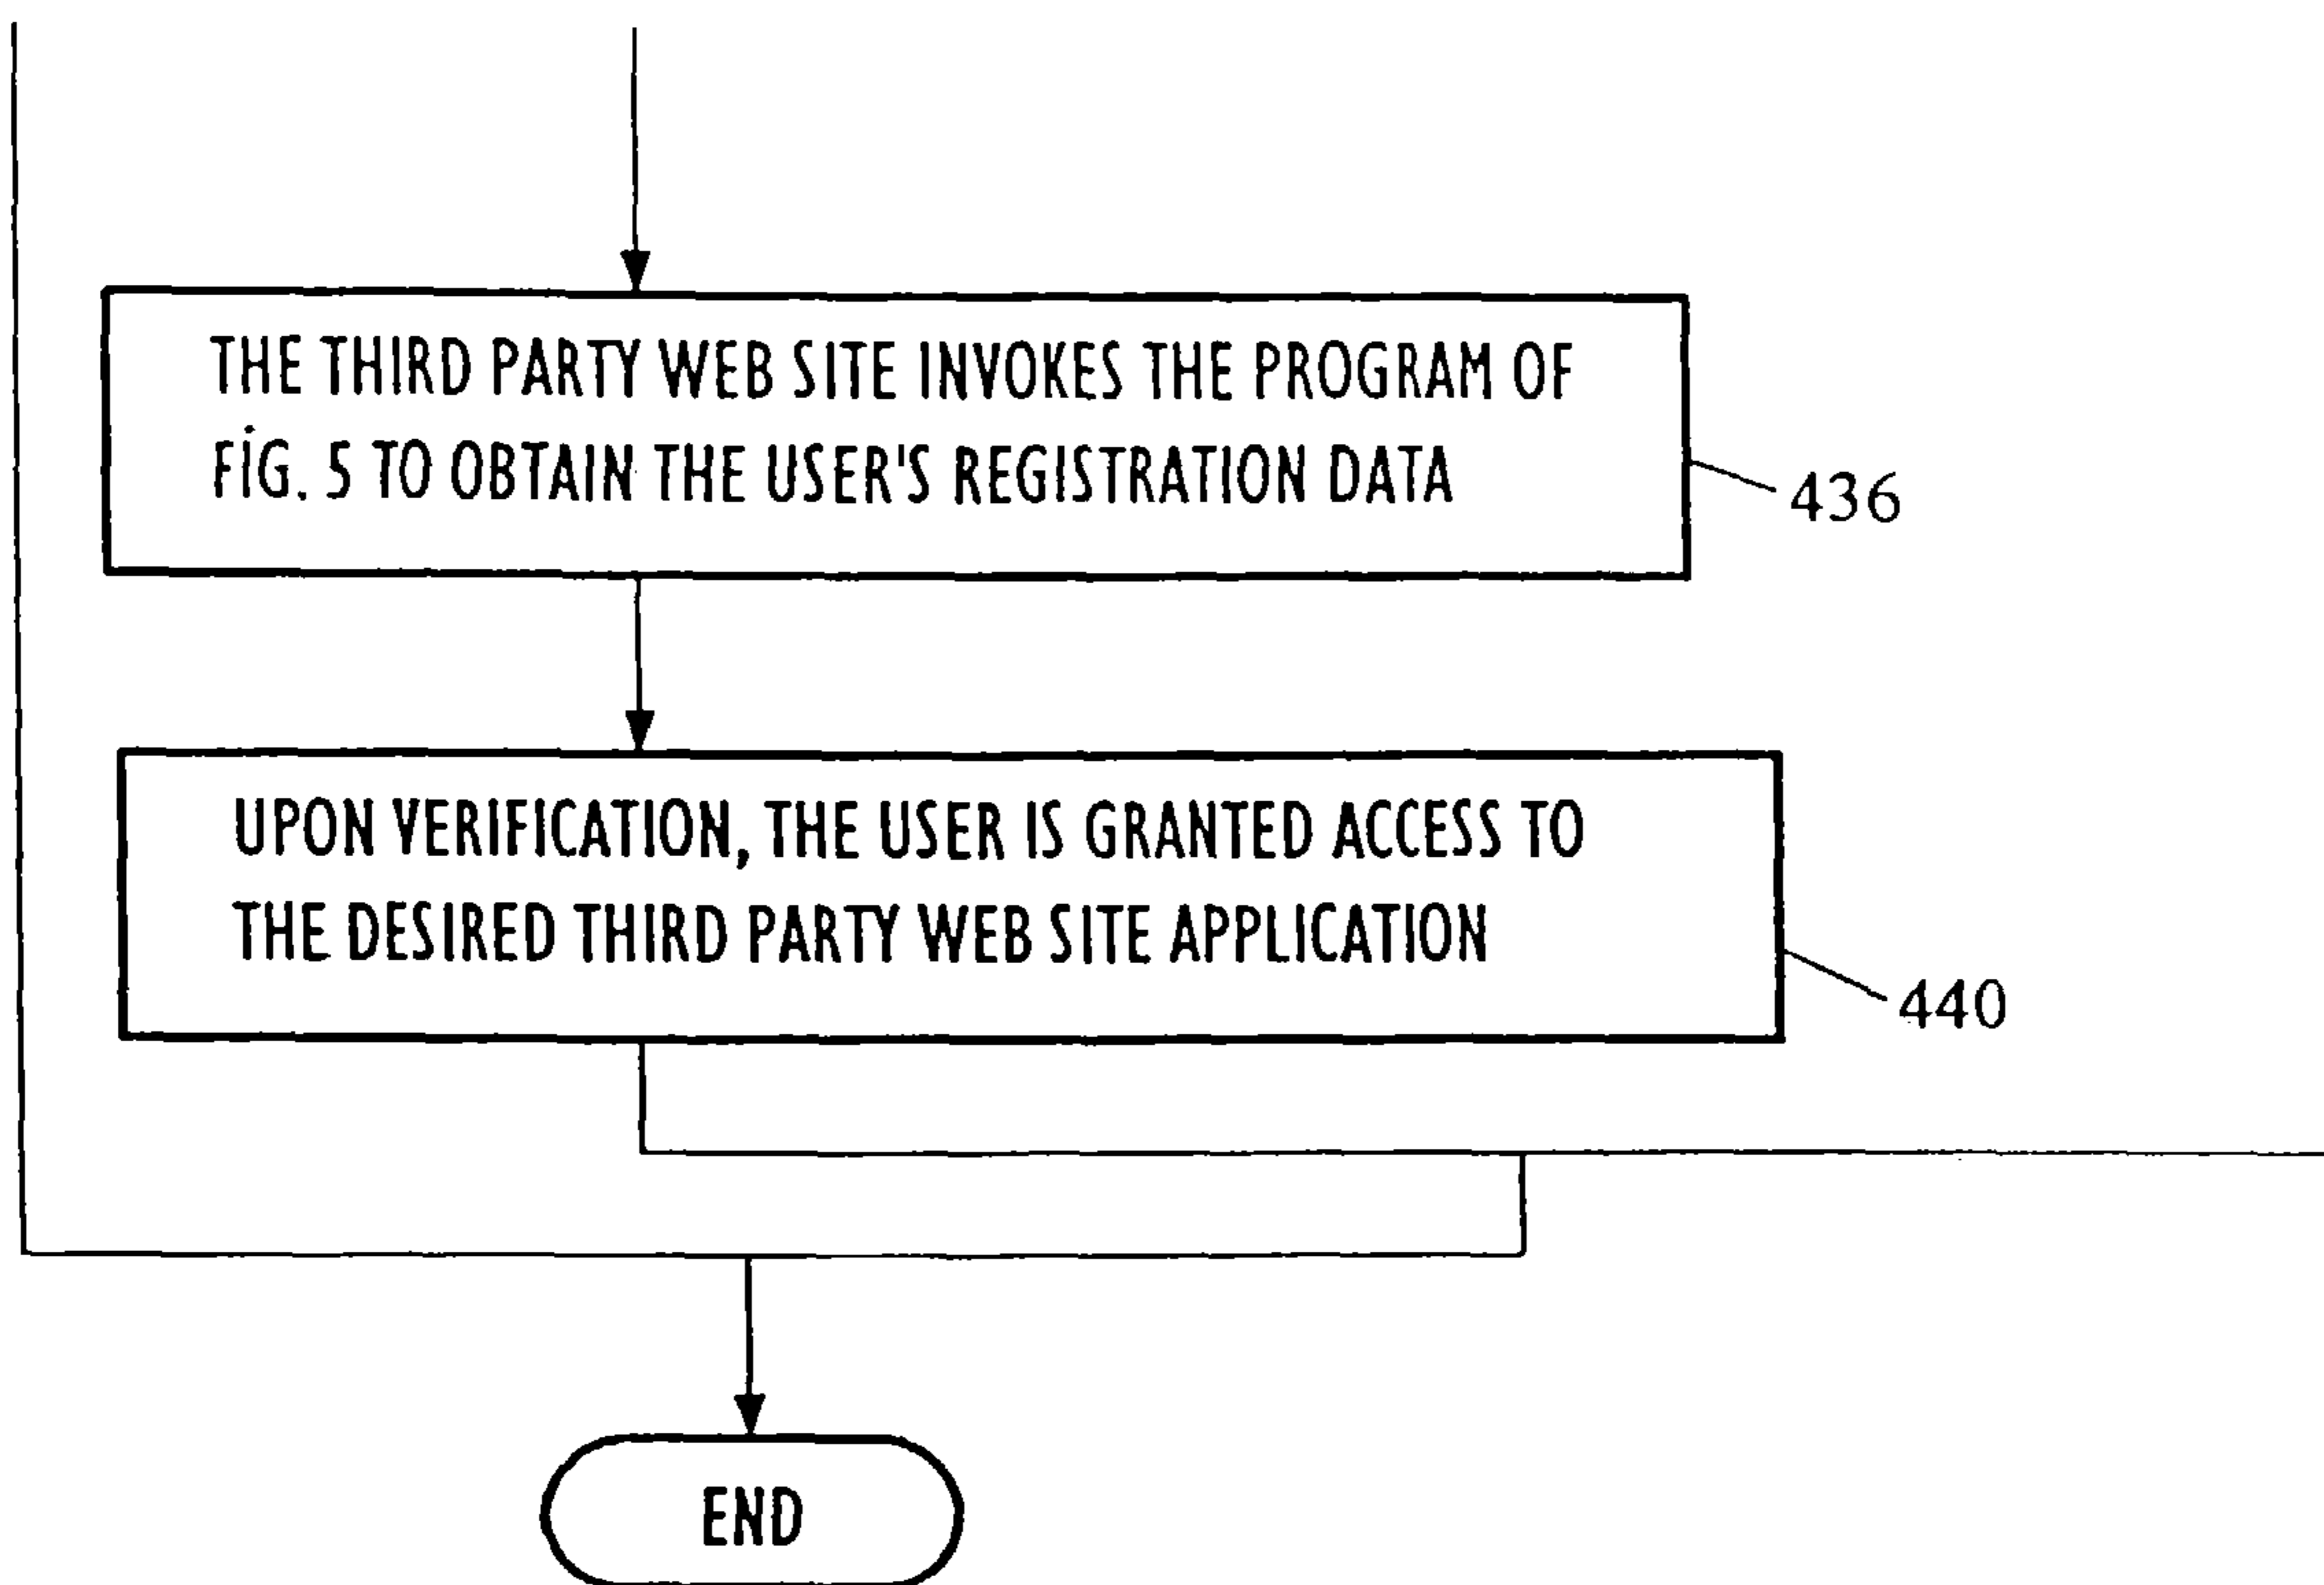 THE THIRD PARTY WEB SITE INVOKES THE PROGRAM OF
FIG. 5 TO OBTAIN THE USER'S REGISTRATION DATA
436
UPON VERIFICATION, THE USER IS GRANTED ACCESS TO
THE DESIRED THIRD PARTY WEB SITE APPLICATION
440
END